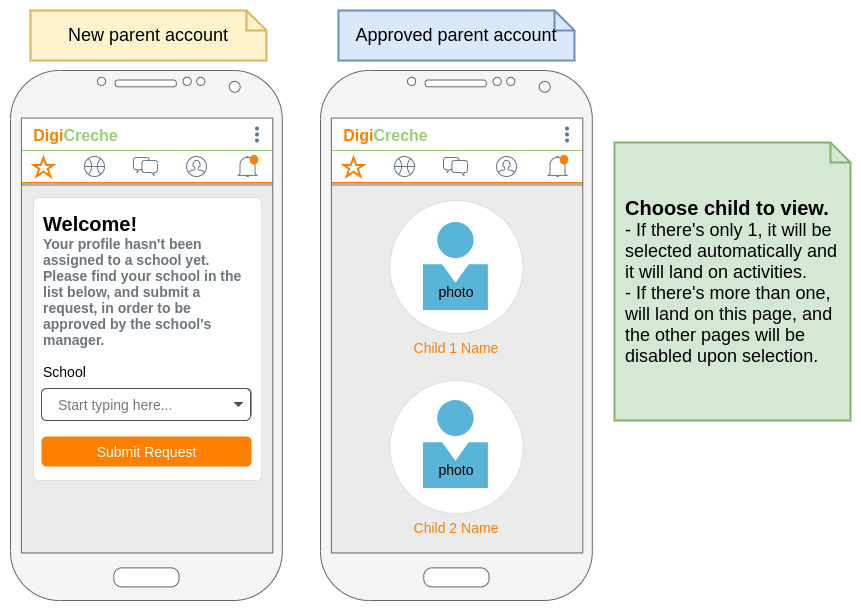 New parent account
Approved parent account
DigiCreche
Welcome!
Your profile hasn't been
assigned to a school yet.
Please find your school in the
list below, and submit a
request, in order to be
approved by the school's
manager.
School
Start typing here...
Submit Request
DigiCreche
photo
Child 1 Name
photo
Child 2 Name
Choose child to view.
- If there's only 1, it will be
selected automatically and
it will land on activities.
- If there's more than one,
will land on this page, and
the other pages will be
disabled upon selection.